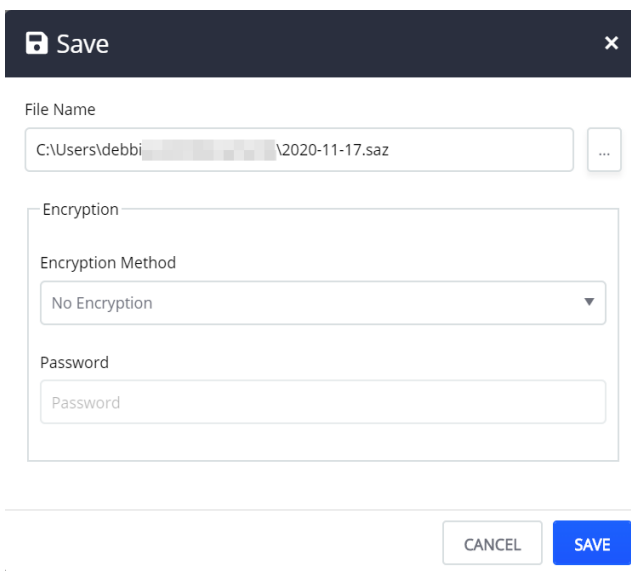 Save
File Name
C:\Users\debbi \2020-11-17.saz
...
Encryption
Encryption Method
No Encryption
Password
Password
CANCEL SAVE